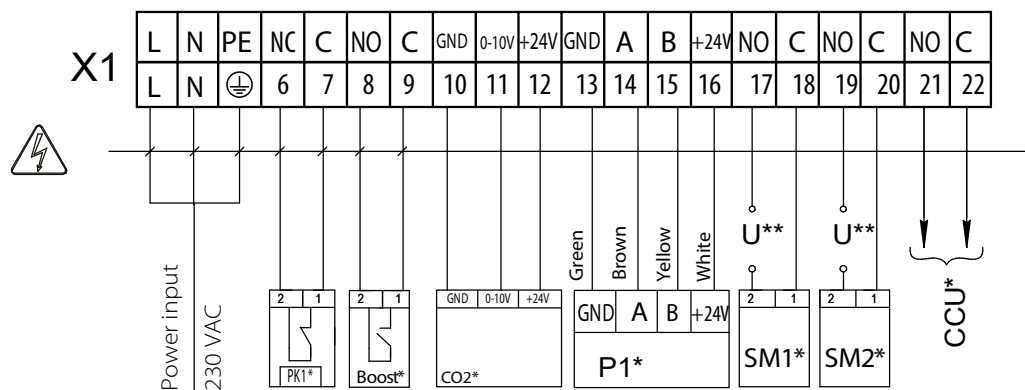 X1
L N PE NC C NO C GND 0-10V +24V GND A B +24V NO C NO C NO C
L N 6 7 8 9 10 11 12 13 14 15 16 17 18 19 20 21 22
Power input
230 VAC
Green
Brown
Yellow
White
U**
U**
2 1
PK1*
2 1
Boost*
GND 0-10V +24V
CO2*
GND A B +24V
P1*
2 1
SM1*
2 1
SM2*
CCU*